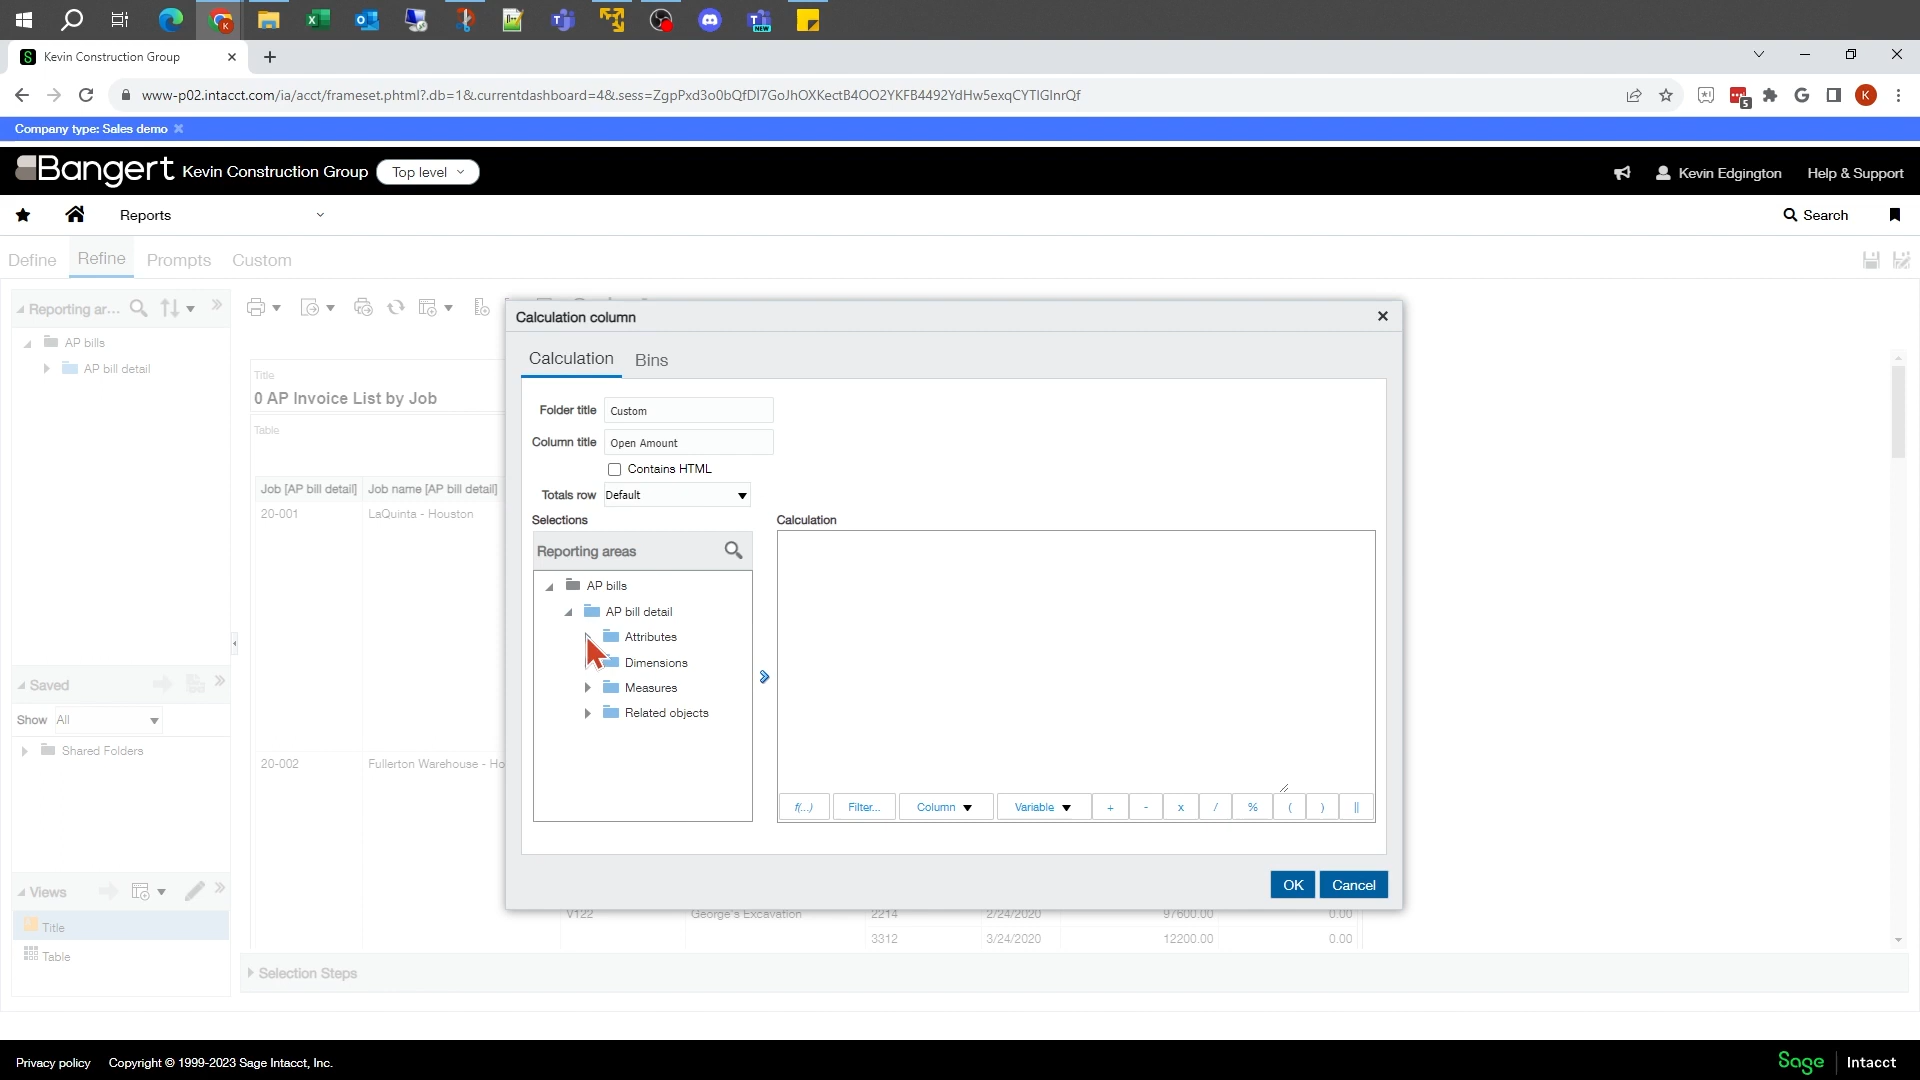 Kevin Construction Group
www-p02.intacct.com/ia/acct/frameset.phtml?.db=1&.currentdashboard=4&.sess=ZgpPxd3o0bQfDI7GoJhOXKectB4OO2YKFB4492YdHw5exqCYTIGInrQf
Company type: Sales demo
Bangert Kevin Construction Group Top level
Kevin Edgington Help & Support
Reports
Search
Define Refine Prompts Custom
Reporting ar...
AP bills
AP bill detail
Title
0 AP Invoice List by Job
Table
Job [AP bill detail] Job name [AP bill detail]
20-001 LaQuinta - Houston
20-002 Fullerton Warehouse - Ho
Saved
Show All
Shared Folders
Views
Title
Table
Calculation column
Calculation Bins
Folder title Custom
Column title Open Amount
Contains HTML
Totals row Default
Selections
Calculation
Reporting areas
AP bills
AP bill detail
Attributes
Dimensions
Measures
Related objects
f(...) Filter... Column Variable + - x / % ( ) ||
OK Cancel
V122 George's Excavation 2214 2/24/2020 97600.00 0.00
3312 3/24/2020 12200.00 0.00
Selection Steps
Privacy policy Copyright © 1999-2023 Sage Intacct, Inc.
Sage Intacct